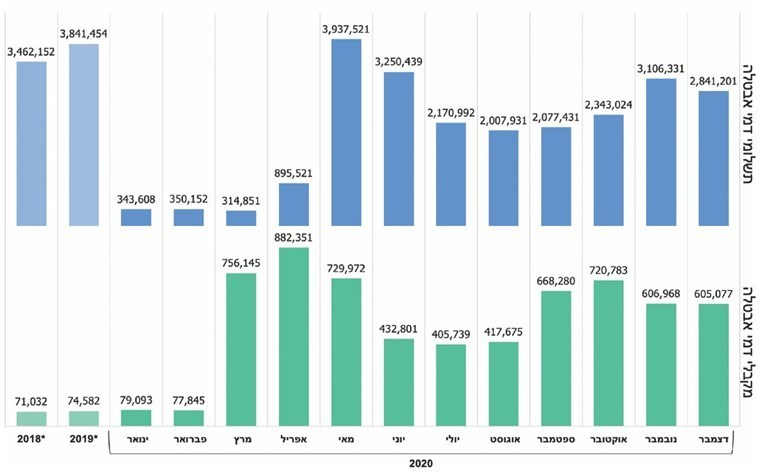 תשלומי דמי אבטלה
3,462,152 3,841,454 343,608 350,152 314,851 895,521 3,937,521 3,250,439 2,170,992 2,007,931 2,077,431 2,343,024 3,106,331 2,841,201
מקבלי דמי אבטלה
71,032 74,582 79,093 77,845 756,145 882,351 729,972 432,801 405,739 417,675 668,280 720,783 606,968 605,077
2018* 2019* ינואר פברואר מרץ אפריל מאי יוני יולי אוגוסט ספטמבר אוקטובר נובמבר דצמבר
2020